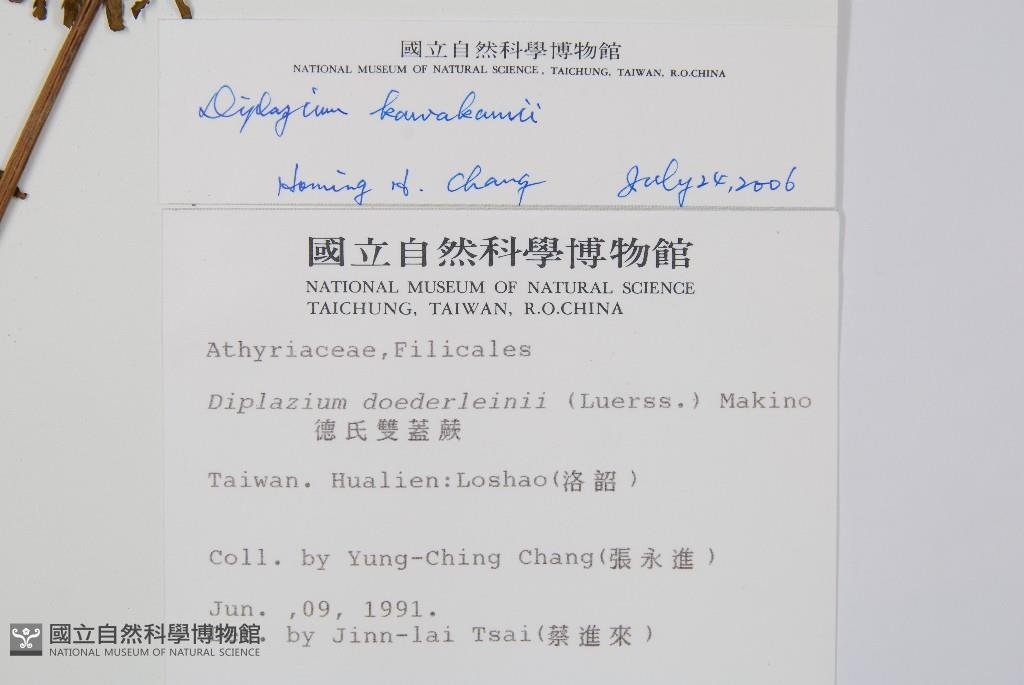 國立自然科學博物館
NATIONAL MUSEUM OF NATURAL SCIENCE, TAICHUNG, TAIWAN, R.O.CHINA
Diplazium kawakamii
Homing H. Chang July 24, 2006
國立自然科學博物館
NATIONAL MUSEUM OF NATURAL SCIENCE
TAICHUNG, TAIWAN, R.O.CHINA
Athyriaceae,Filicales
Diplazium doederleinii (Luerss.) Makino
德氏雙蓋蕨
Taiwan. Hualien:Loshao(洛韶)
Coll. by Yung-Ching Chang(張永進)
Jun. ,09, 1991.
by Jinn-lai Tsai(蔡進來)
國立自然科學博物館
NATIONAL MUSEUM OF NATURAL SCIENCE